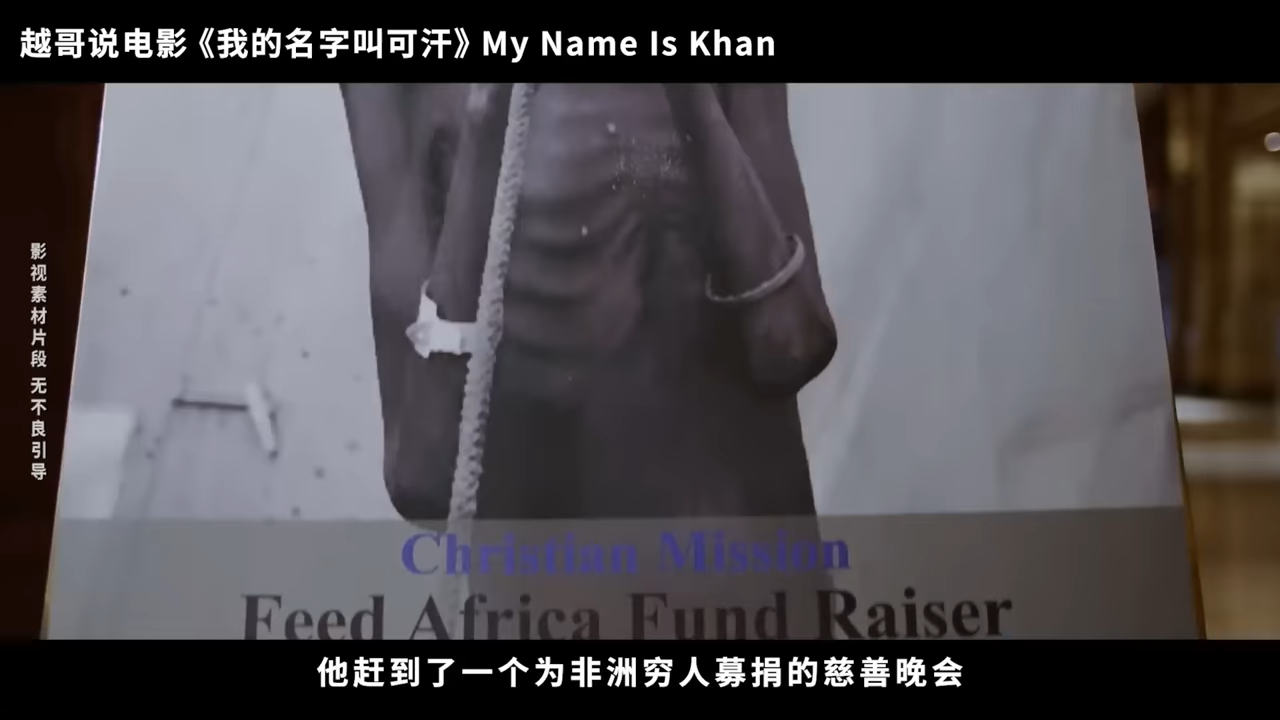 越哥说电影《我的名字叫可汗》My Name Is Khan
影视素材片段 无不良引导
Christian Mission
Feed Africa Fund Raiser
他赶到了一个为非洲穷人募捐的慈善晚会